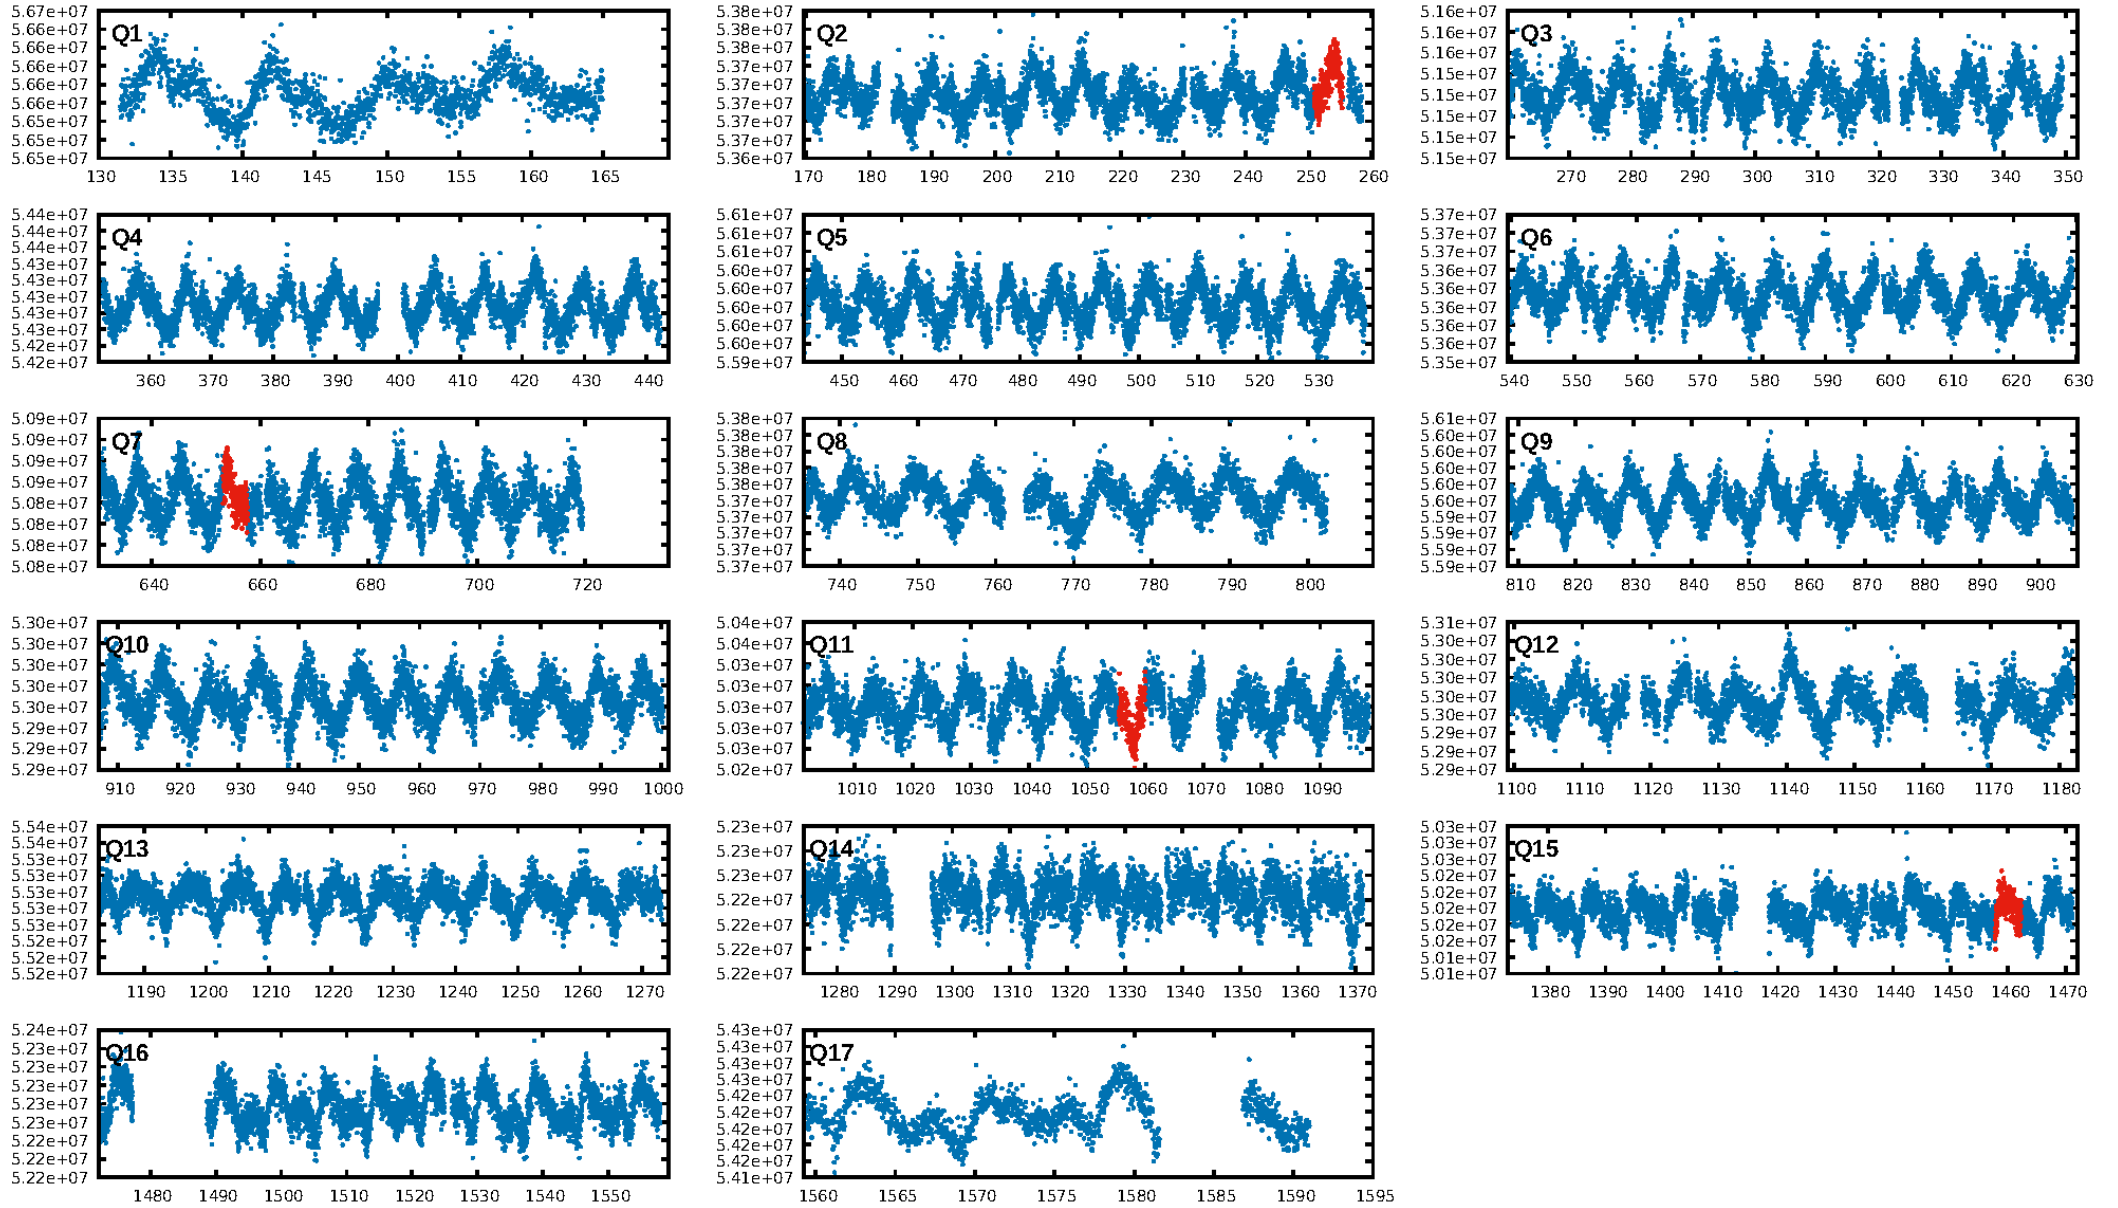 5.67e+07 5.66e+07 5.66e+07 5.66e+07 5.66e+07 5.66e+07 5.65e+07 5.65e+07 5.65e+07
Q1
130 135 140 145 150 155 160 165
5.38e+07 5.38e+07 5.38e+07 5.37e+07 5.37e+07 5.37e+07 5.37e+07 5.37e+07 5.36e+07
Q2
170 180 190 200 210 220 230 240 250 260
5.16e+07 5.16e+07 5.16e+07 5.15e+07 5.15e+07 5.15e+07 5.15e+07 5.15e+07
Q3
270 280 290 300 310 320 330 340 350
5.44e+07 5.44e+07 5.44e+07 5.43e+07 5.43e+07 5.43e+07 5.43e+07 5.43e+07 5.42e+07 5.42e+07
Q4
360 370 380 390 400 410 420 430 440
5.61e+07 5.61e+07 5.61e+07 5.60e+07 5.60e+07 5.60e+07 5.60e+07 5.60e+07 5.59e+07
Q5
450 460 470 480 490 500 510 520 530
5.37e+07 5.37e+07 5.37e+07 5.36e+07 5.36e+07 5.36e+07 5.36e+07 5.36e+07 5.35e+07
Q6
540 550 560 570 580 590 600 610 620 630
5.09e+07 5.09e+07 5.09e+07 5.09e+07 5.08e+07 5.08e+07 5.08e+07 5.08e+07
Q7
640 660 680 700 720
5.38e+07 5.38e+07 5.38e+07 5.38e+07 5.38e+07 5.37e+07 5.37e+07 5.37e+07 5.37e+07 5.37e+07
Q8
740 750 760 770 780 790 800
5.61e+07 5.60e+07 5.60e+07 5.60e+07 5.60e+07 5.60e+07 5.59e+07 5.59e+07 5.59e+07 5.59e+07
Q9
810 820 830 840 850 860 870 880 890 900
5.30e+07 5.30e+07 5.30e+07 5.30e+07 5.30e+07 5.29e+07 5.29e+07 5.29e+07
Q10
910 920 930 940 950 960 970 980 990 1000
5.04e+07 5.04e+07 5.03e+07 5.03e+07 5.03e+07 5.03e+07 5.03e+07 5.02e+07
Q11
1010 1020 1030 1040 1050 1060 1070 1080 1090
5.31e+07 5.30e+07 5.30e+07 5.30e+07 5.30e+07 5.30e+07 5.29e+07 5.29e+07 5.29e+07
Q12
1100 1110 1120 1130 1140 1150 1160 1170 1180
5.54e+07 5.54e+07 5.53e+07 5.53e+07 5.53e+07 5.53e+07 5.53e+07 5.52e+07 5.52e+07 5.52e+07
Q13
1190 1200 1210 1220 1230 1240 1250 1260 1270
5.23e+07 5.23e+07 5.23e+07 5.22e+07 5.22e+07 5.22e+07 5.22e+07
Q14
1280 1290 1300 1310 1320 1330 1340 1350 1360 1370
5.03e+07 5.03e+07 5.03e+07 5.02e+07 5.02e+07 5.02e+07 5.02e+07 5.02e+07 5.01e+07 5.01e+07
Q15
1380 1390 1400 1410 1420 1430 1440 1450 1460 1470
5.24e+07 5.23e+07 5.23e+07 5.23e+07 5.23e+07 5.23e+07 5.22e+07 5.22e+07 5.22e+07
Q16
1480 1490 1500 1510 1520 1530 1540 1550
5.43e+07 5.43e+07 5.43e+07 5.43e+07 5.42e+07 5.42e+07 5.42e+07 5.42e+07 5.42e+07 5.41e+07
Q17
1560 1565 1570 1575 1580 1585 1590 1595